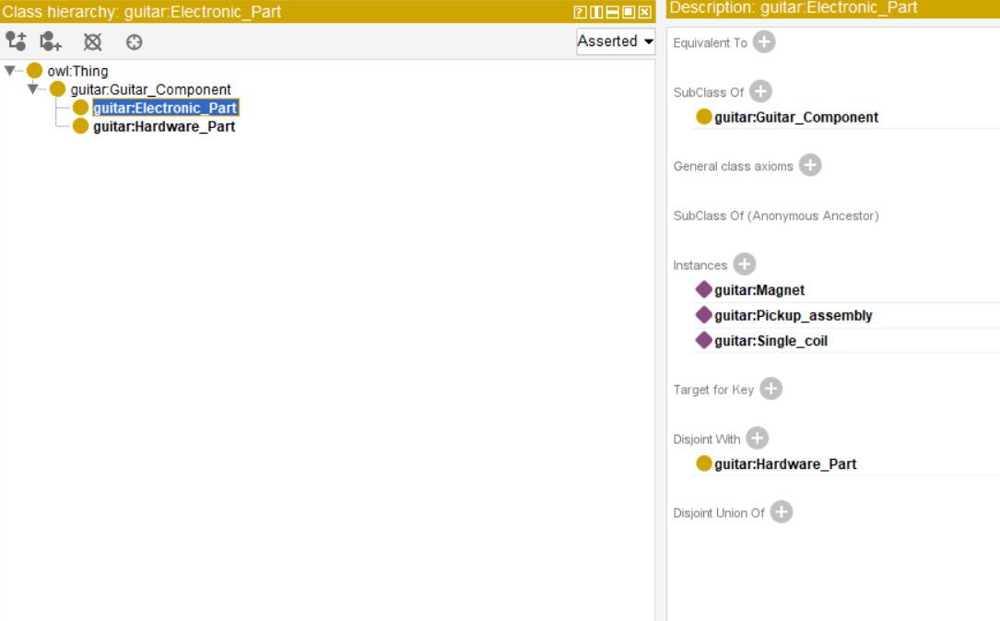 Class hierarchy: guitar:Electronic_Part
Asserted
owl:Thing
guitar:Guitar_Component
guitar:Electronic_Part
guitar:Hardware_Part
Description: guitar:Electronic_Part
Equivalent To
SubClass Of
guitar:Guitar_Component
General class axioms
SubClass Of (Anonymous Ancestor)
Instances
guitar:Magnet
guitar:Pickup_assembly
guitar:Single_coil
Target for Key
Disjoint With
guitar:Hardware_Part
Disjoint Union Of